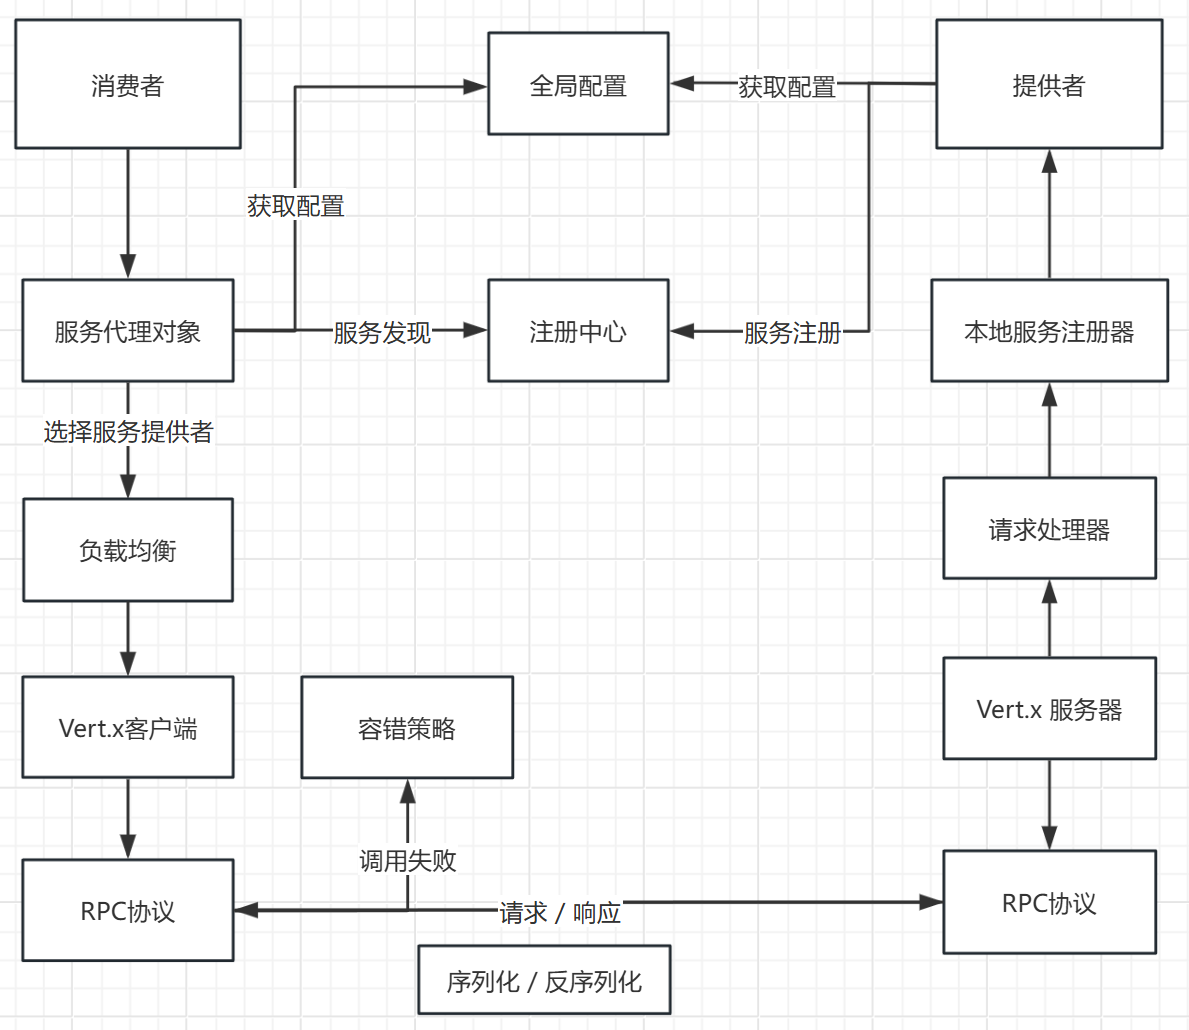 消费者
全局配置
获取配置
提供者
获取配置
服务代理对象
服务发现
注册中心
服务注册
本地服务注册器
选择服务提供者
负载均衡
请求处理器
Vert.x客户端
容错策略
Vert.x 服务器
调用失败
RPC协议
请求 / 响应
RPC协议
序列化 / 反序列化